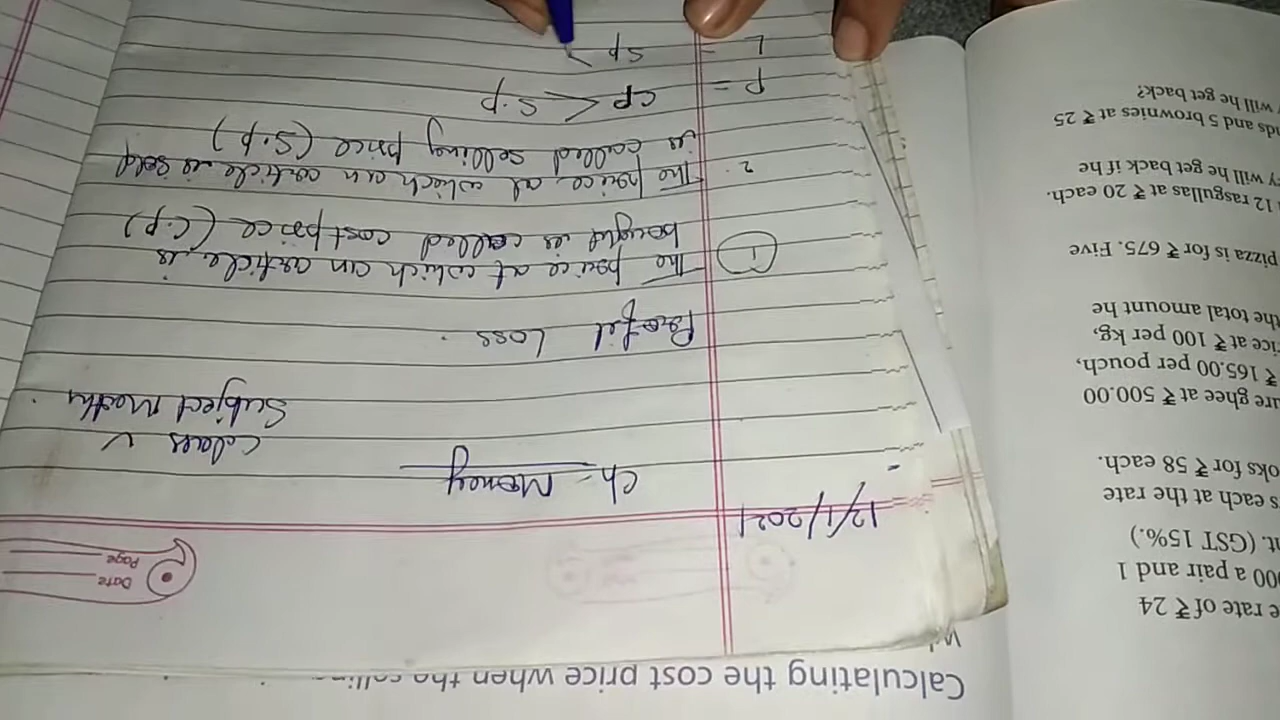 e rate of ₹ 24
00 a pair and 1
t. (GST 15%.)
s each at the rate
oks for ₹ 58 each.
ure ghee at ₹ 500.00
₹ 165.00 per pouch,
ice at ₹ 100 per kg,
the total amount he
pizza is for ₹ 675. Five
12 rasgullas at ₹ 20 each.
y will he get back if he
ds and 5 brownies at ₹ 25
will he get back?
Calculating the cost price when the
Date
Page
12/1/2021
Ch - Money
Class V
Subject Maths
Profit Loss
1 The price at which an article is
bought is called cost price (C.P)
2. The price at which an article is sold
is called selling price (S.P)
P = CP < S.P
L - SP >